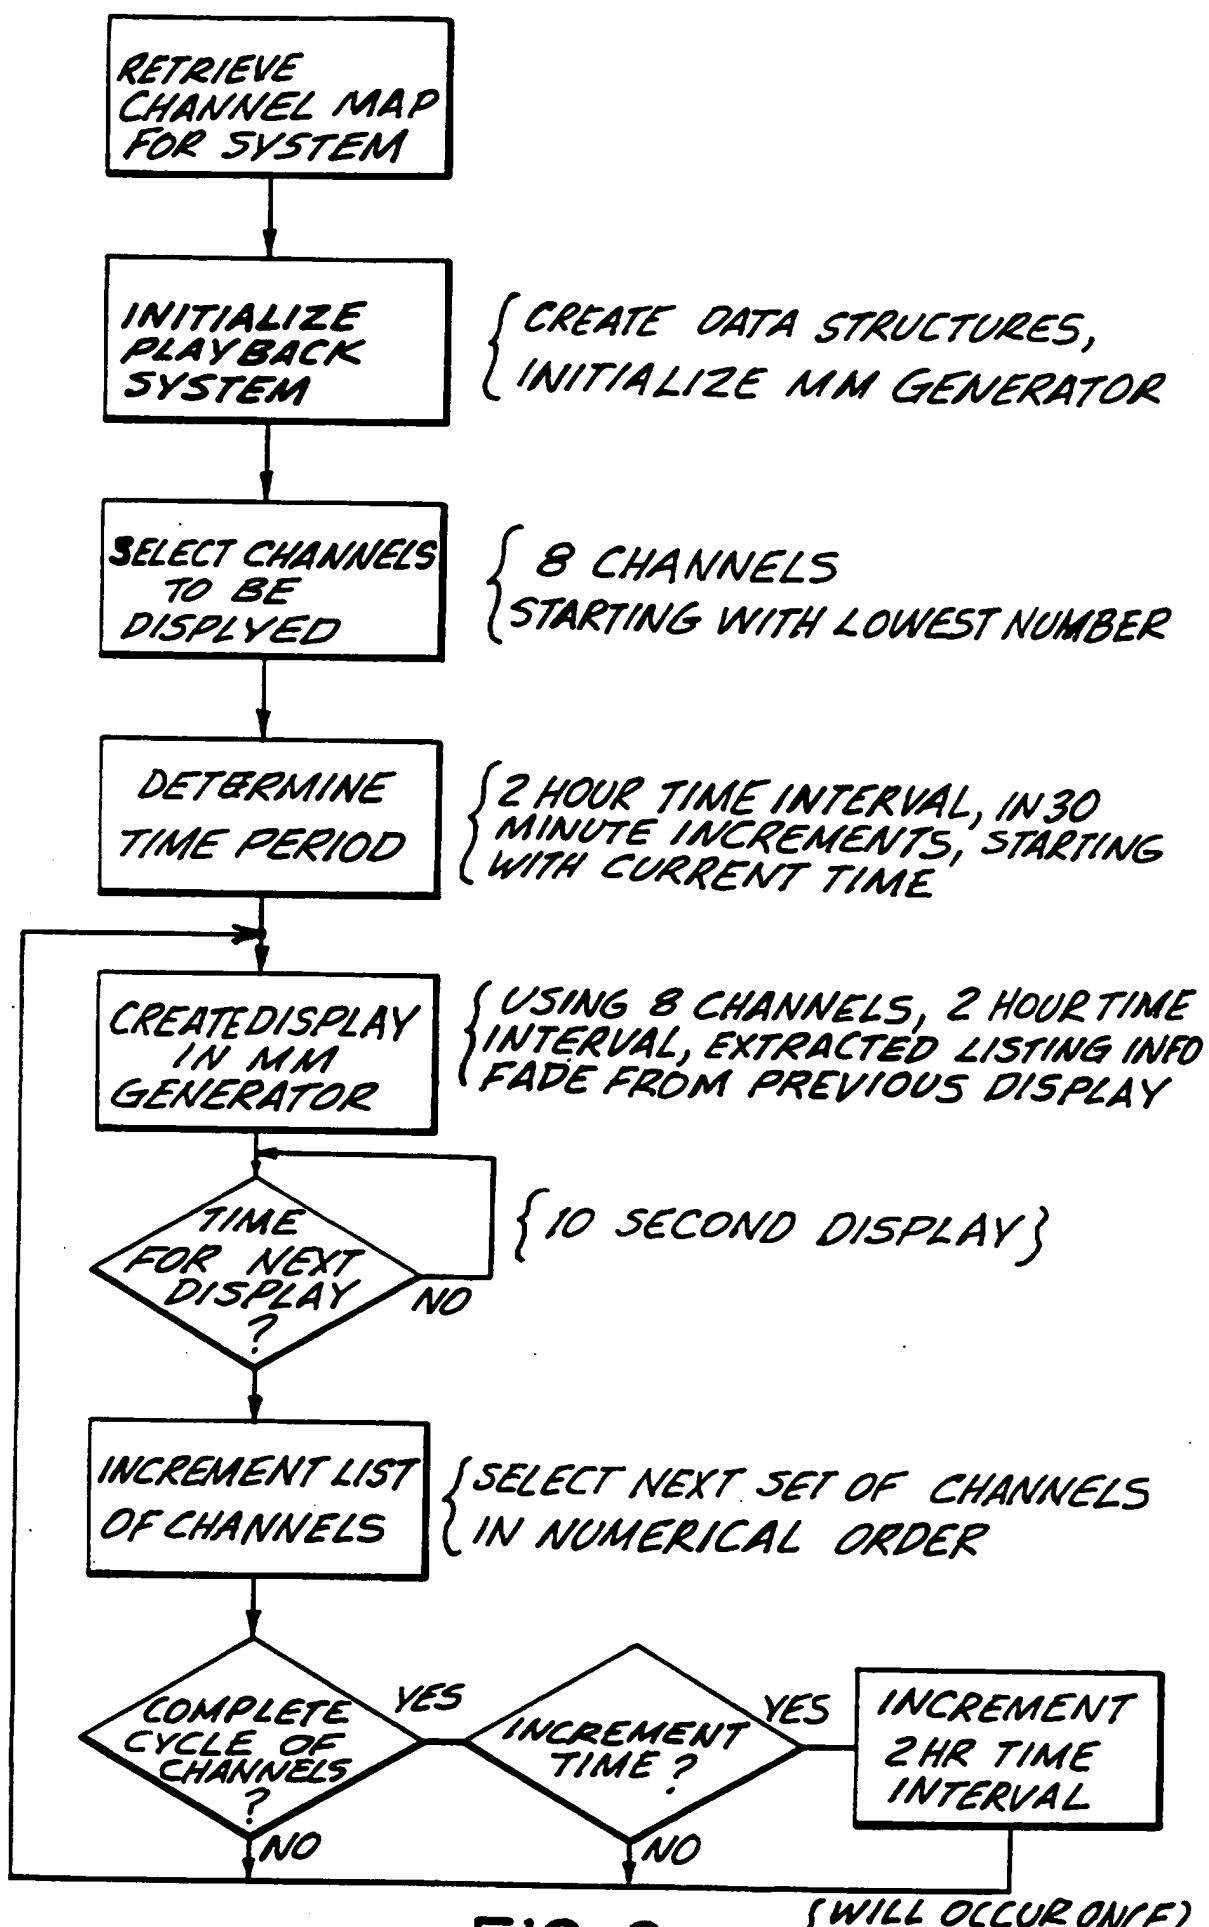 RETRIEVE
CHANNEL MAP
FOR SYSTEM
INITIALIZE
PLAYBACK
SYSTEM
{ CREATE DATA STRUCTURES,
INITIALIZE MM GENERATOR
SELECT CHANNELS
TO BE
DISPLYED
{ 8 CHANNELS
STARTING WITH LOWEST NUMBER
DETERMINE
TIME PERIOD
{ 2 HOUR TIME INTERVAL, IN 30
MINUTE INCREMENTS, STARTING
WITH CURRENT TIME
CREATE DISPLAY
IN MM
GENERATOR
{ USING 8 CHANNELS, 2 HOUR TIME
INTERVAL, EXTRACTED LISTING INFO
FADE FROM PREVIOUS DISPLAY
TIME
FOR NEXT
DISPLAY
?
NO
{ 10 SECOND DISPLAY }
INCREMENT LIST
OF CHANNELS
{ SELECT NEXT SET OF CHANNELS
IN NUMERICAL ORDER
COMPLETE
CYCLE OF
CHANNELS
?
YES
NO
INCREMENT
TIME ?
YES
NO
INCREMENT
2 HR TIME
INTERVAL
{ WILL OCCUR ONCE }
FIG.